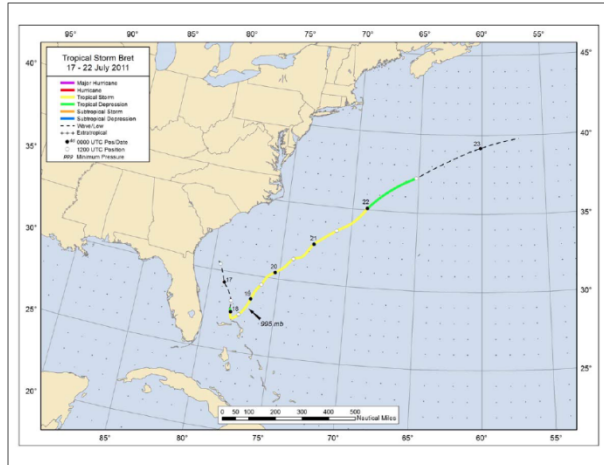 95° 90° 85° 80° 75° 70° 65° 60° 55°
Tropical Storm Bret
17 - 22 July 2011
Major Hurricane
Hurricane
Tropical Storm
Tropical Depression
Subtropical Storm
Subtropical Depression
Wave/Low
Extratropical
0000 UTC Pos/Date
1200 UTC Position
### Minimum Pressure
45°
40°
40°
35°
35°
30°
30°
25°
25°
20°
23
22
21
20
19
18
17
995 mb
0 50 100 200 300 400 500
Nautical Miles
85° 80° 75° 70° 65° 60°